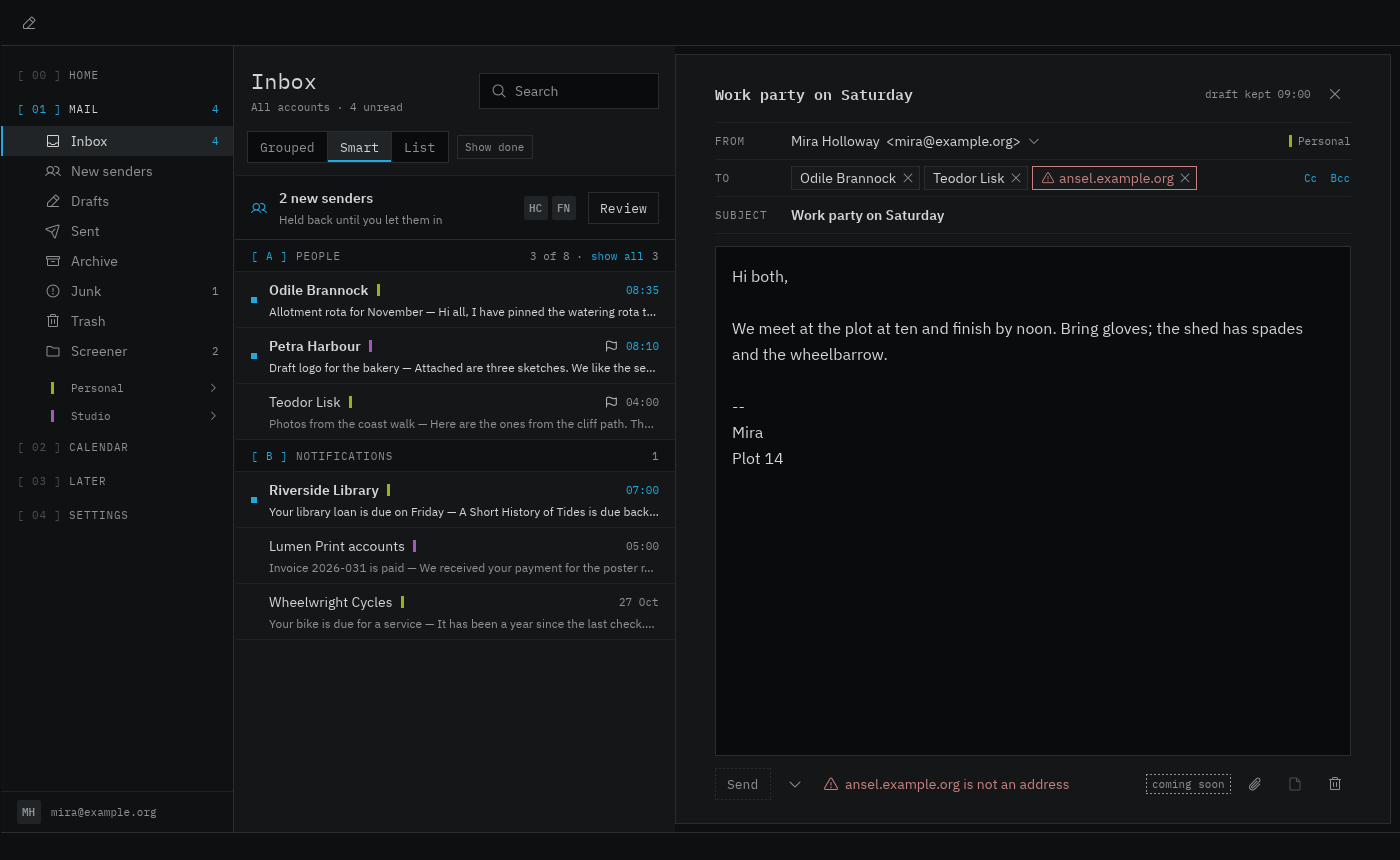 [ 00 ] HOME
[ 01 ] MAIL 4
Inbox 4
New senders
Drafts
Sent
Archive
Junk 1
Trash
Screener 2
Personal
Studio
[ 02 ] CALENDAR
[ 03 ] LATER
[ 04 ] SETTINGS
MH mira@example.org
Inbox
All accounts · 4 unread
Search
Grouped Smart List Show done
2 new senders
Held back until you let them in
HC FN Review
[ A ] PEOPLE 3 of 8 · show all 3
Odile Brannock 08:35
Allotment rota for November — Hi all, I have pinned the watering rota t…
Petra Harbour 08:10
Draft logo for the bakery — Attached are three sketches. We like the se…
Teodor Lisk 04:00
Photos from the coast walk — Here are the ones from the cliff path. Th…
[ B ] NOTIFICATIONS 1
Riverside Library 07:00
Your library loan is due on Friday — A Short History of Tides is due back…
Lumen Print accounts 05:00
Invoice 2026-031 is paid — We received your payment for the poster r…
Wheelwright Cycles 27 Oct
Your bike is due for a service — It has been a year since the last check.…
Work party on Saturday draft kept 09:00
FROM Mira Holloway <mira@example.org> Personal
TO Odile Brannock Teodor Lisk ansel.example.org Cc Bcc
SUBJECT Work party on Saturday
Hi both,
We meet at the plot at ten and finish by noon. Bring gloves; the shed has spades
and the wheelbarrow.
--
Mira
Plot 14
Send ansel.example.org is not an address coming soon